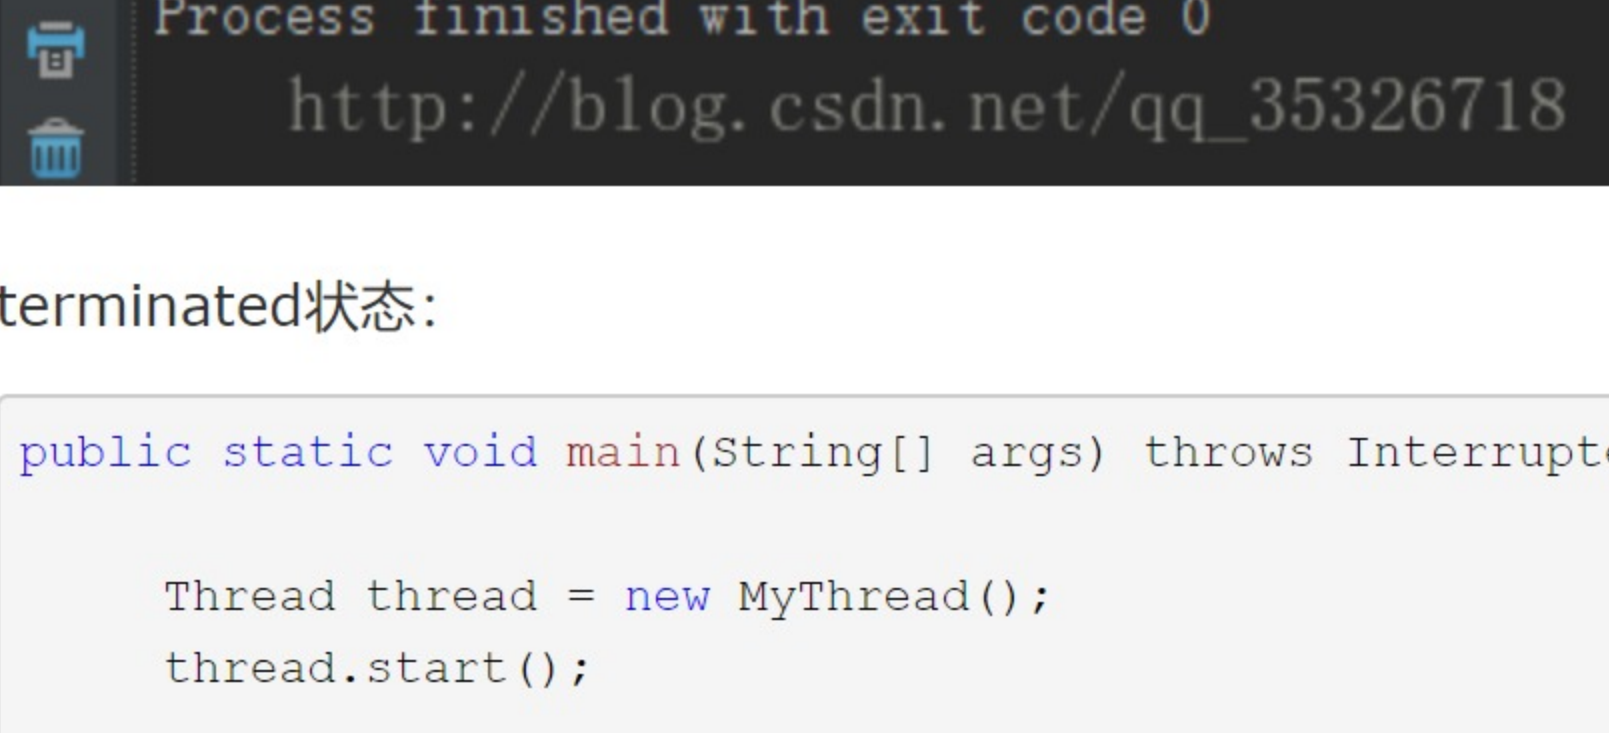 Process finished with exit code 0
http://blog.csdn.net/qq_35326718
terminated状态：
public static void main(String[] args) throws Interrupte
Thread thread = new MyThread();
thread.start();